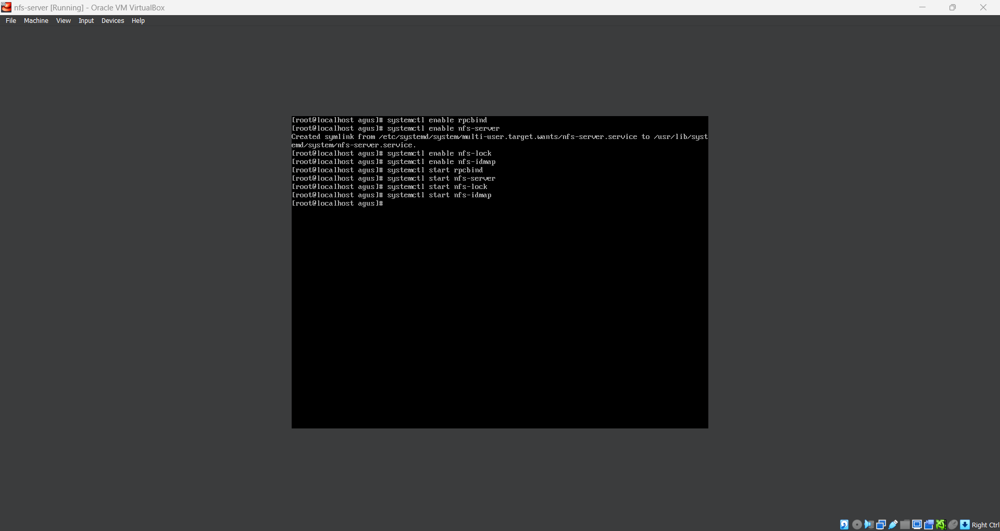 nfs-server [Running] - Oracle VM VirtualBox
File Machine View Input Devices Help
[root@localhost agus]# systemctl enable rpcbind
[root@localhost agus]# systemctl enable nfs-server
Created symlink from /etc/systemd/system/multi-user.target.wants/nfs-server.service to /usr/lib/syst
emd/system/nfs-server.service.
[root@localhost agus]# systemctl enable nfs-lock
[root@localhost agus]# systemctl enable nfs-idmap
[root@localhost agus]# systemctl start rpcbind
[root@localhost agus]# systemctl start nfs-server
[root@localhost agus]# systemctl start nfs-lock
[root@localhost agus]# systemctl start nfs-idmap
[root@localhost agus]#
Right Ctrl